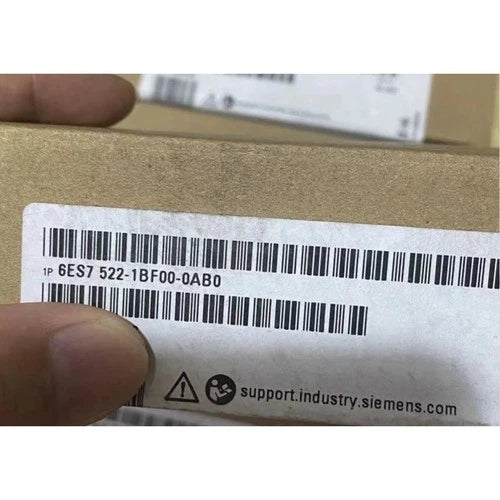 1P 6ES7 522-1BF00-0AB0
support.industry.siemens.com